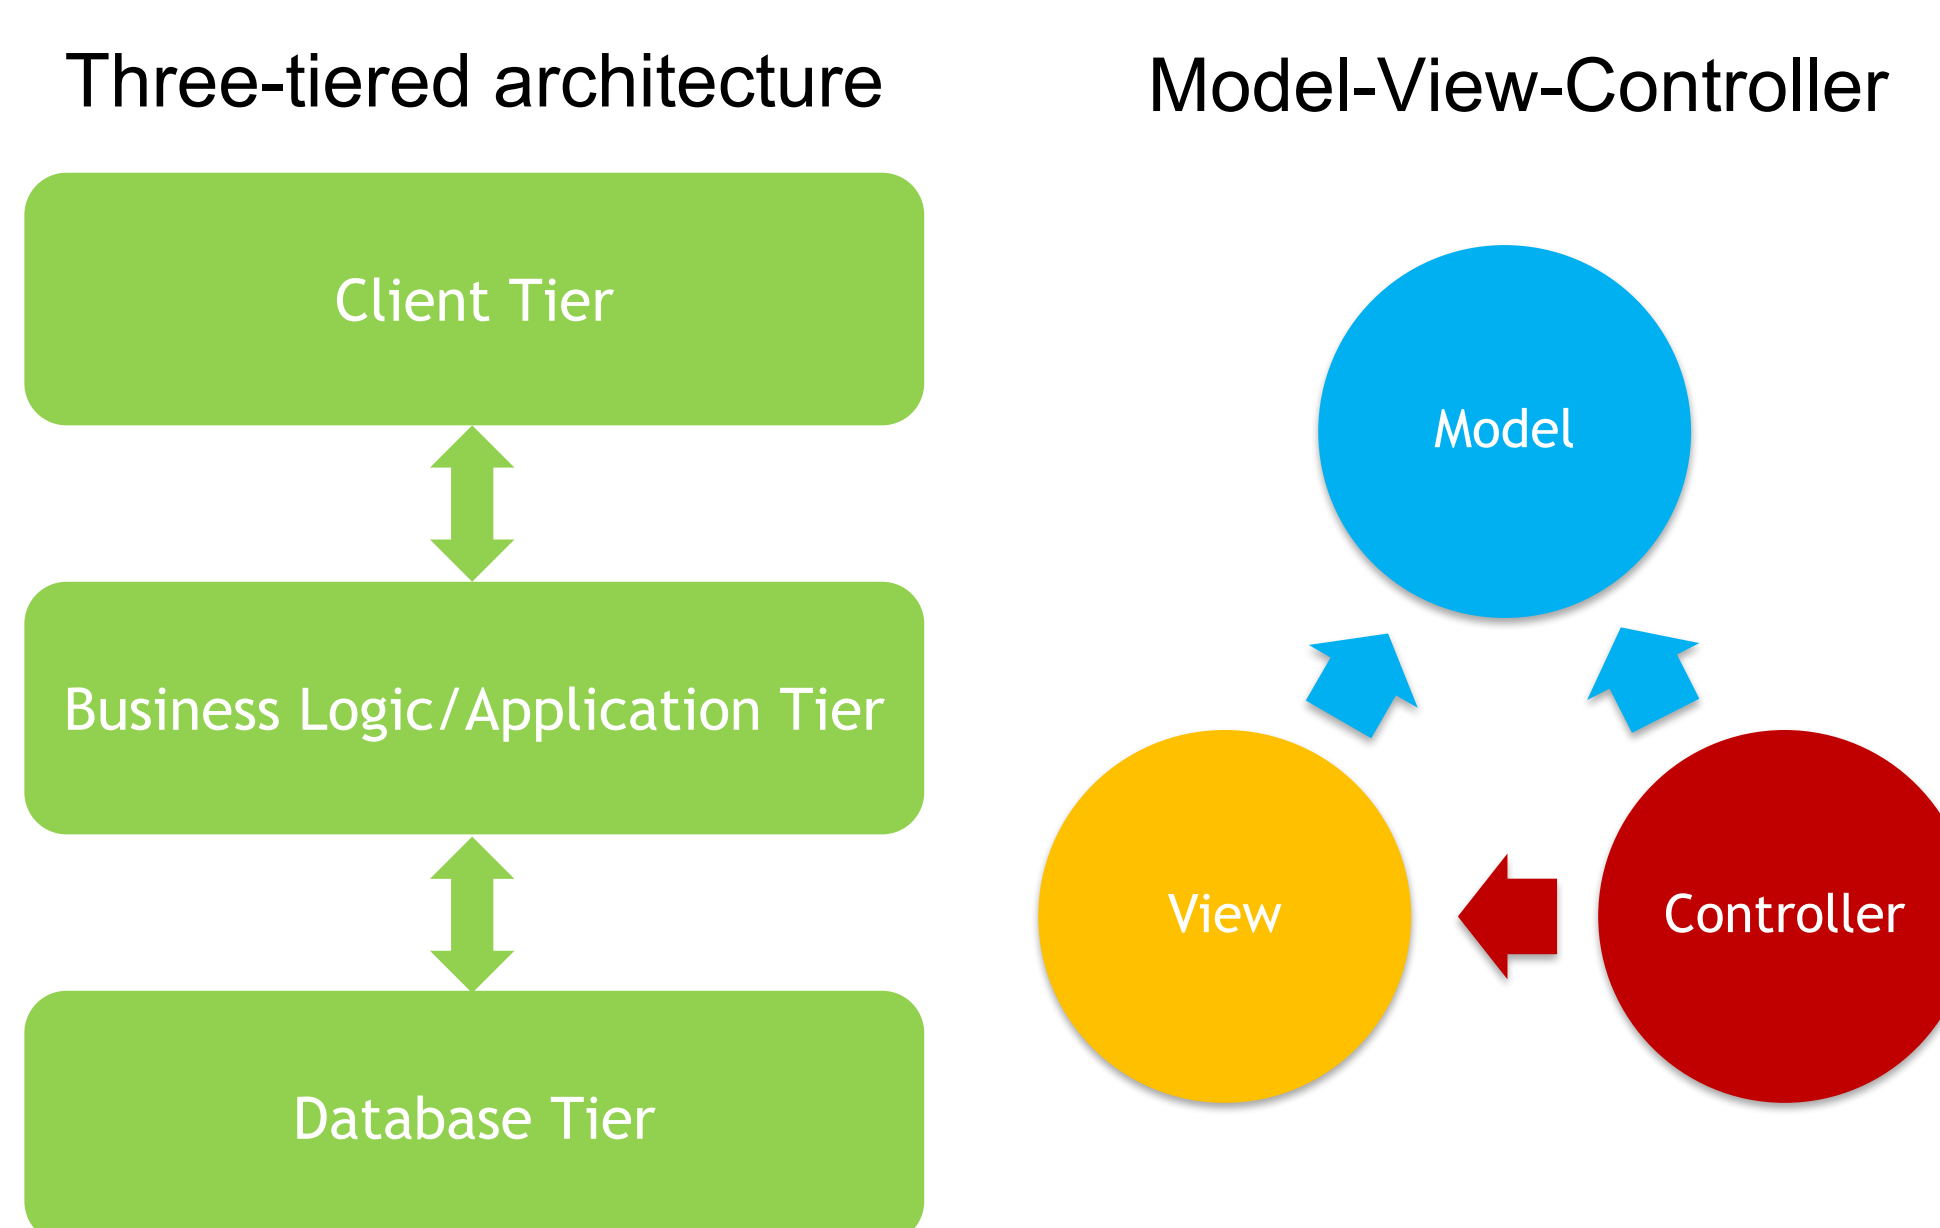 Three-tiered architecture
Client Tier
Business Logic/Application Tier
Database Tier
Model-View-Controller
Model
View
Controller